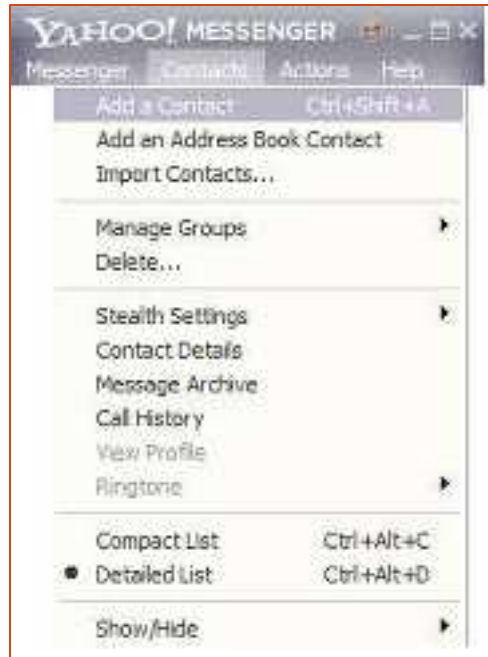 YAHOO! MESSENGER
Messenger Contacts Actions Help
Add a Contact Ctrl+Shift+A
Add an Address Book Contact
Import Contacts...
Manage Groups
Delete...
Stealth Settings
Contact Details
Message Archive
Call History
View Profile
Ringtone
Compact List Ctrl+Alt+C
Detailed List Ctrl+Alt+D
Show/Hide